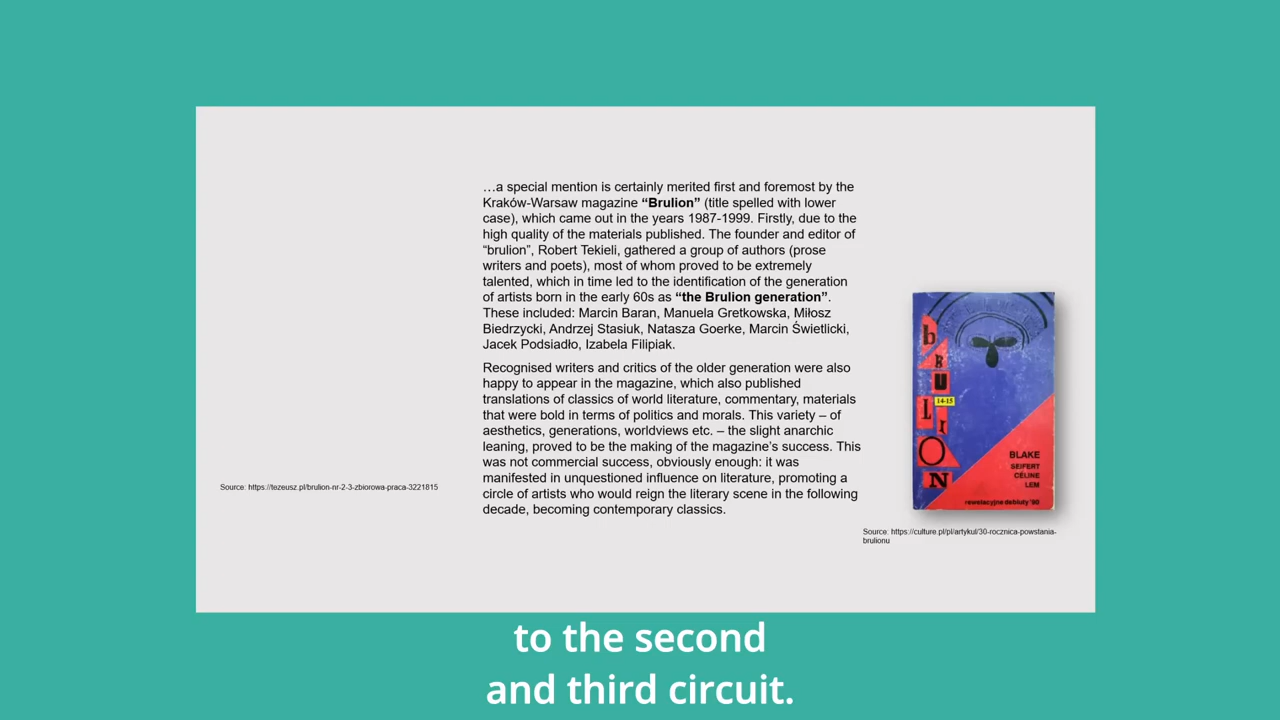 …a special mention is certainly merited first and foremost by the
Kraków-Warsaw magazine “Brulion” (title spelled with lower
case), which came out in the years 1987-1999. Firstly, due to the
high quality of the materials published. The founder and editor of
“brulion”, Robert Tekieli, gathered a group of authors (prose
writers and poets), most of whom proved to be extremely
talented, which in time led to the identification of the generation
of artists born in the early 60s as “the Brulion generation”.
These included: Marcin Baran, Manuela Gretkowska, Miłosz
Biedrzycki, Andrzej Stasiuk, Natasza Goerke, Marcin Świetlicki,
Jacek Podsiadło, Izabela Filipiak.
Recognised writers and critics of the older generation were also
happy to appear in the magazine, which also published
translations of classics of world literature, commentary, materials
that were bold in terms of politics and morals. This variety – of
aesthetics, generations, worldviews etc. – the slight anarchic
leaning, proved to be the making of the magazine’s success. This
was not commercial success, obviously enough: it was
manifested in unquestioned influence on literature, promoting a
circle of artists who would reign the literary scene in the following
decade, becoming contemporary classics.
Source: https://tezeusz.pl/brulion-nr-2-3-zbiorowa-praca-3221815
bRULION
14-15
BLAKE
SEIFERT
CÉLINE
LEM
rewelacyjne debiuty '90
Source: https://culture.pl/pl/artykul/30-rocznica-powstania-
brulionu
to the second
and third circuit.